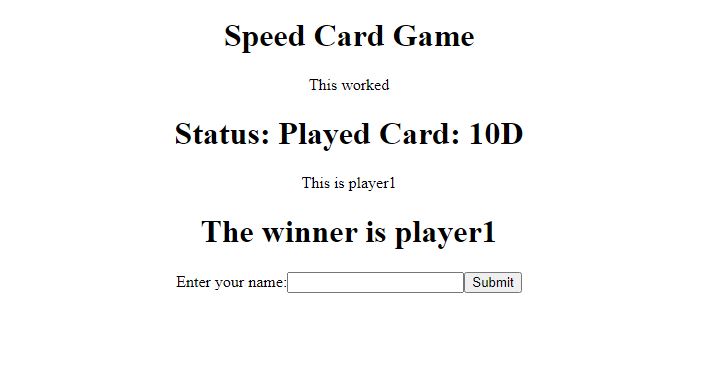 Speed Card Game
This worked
Status: Played Card: 10D
This is player1
The winner is player1
Enter your name: Submit